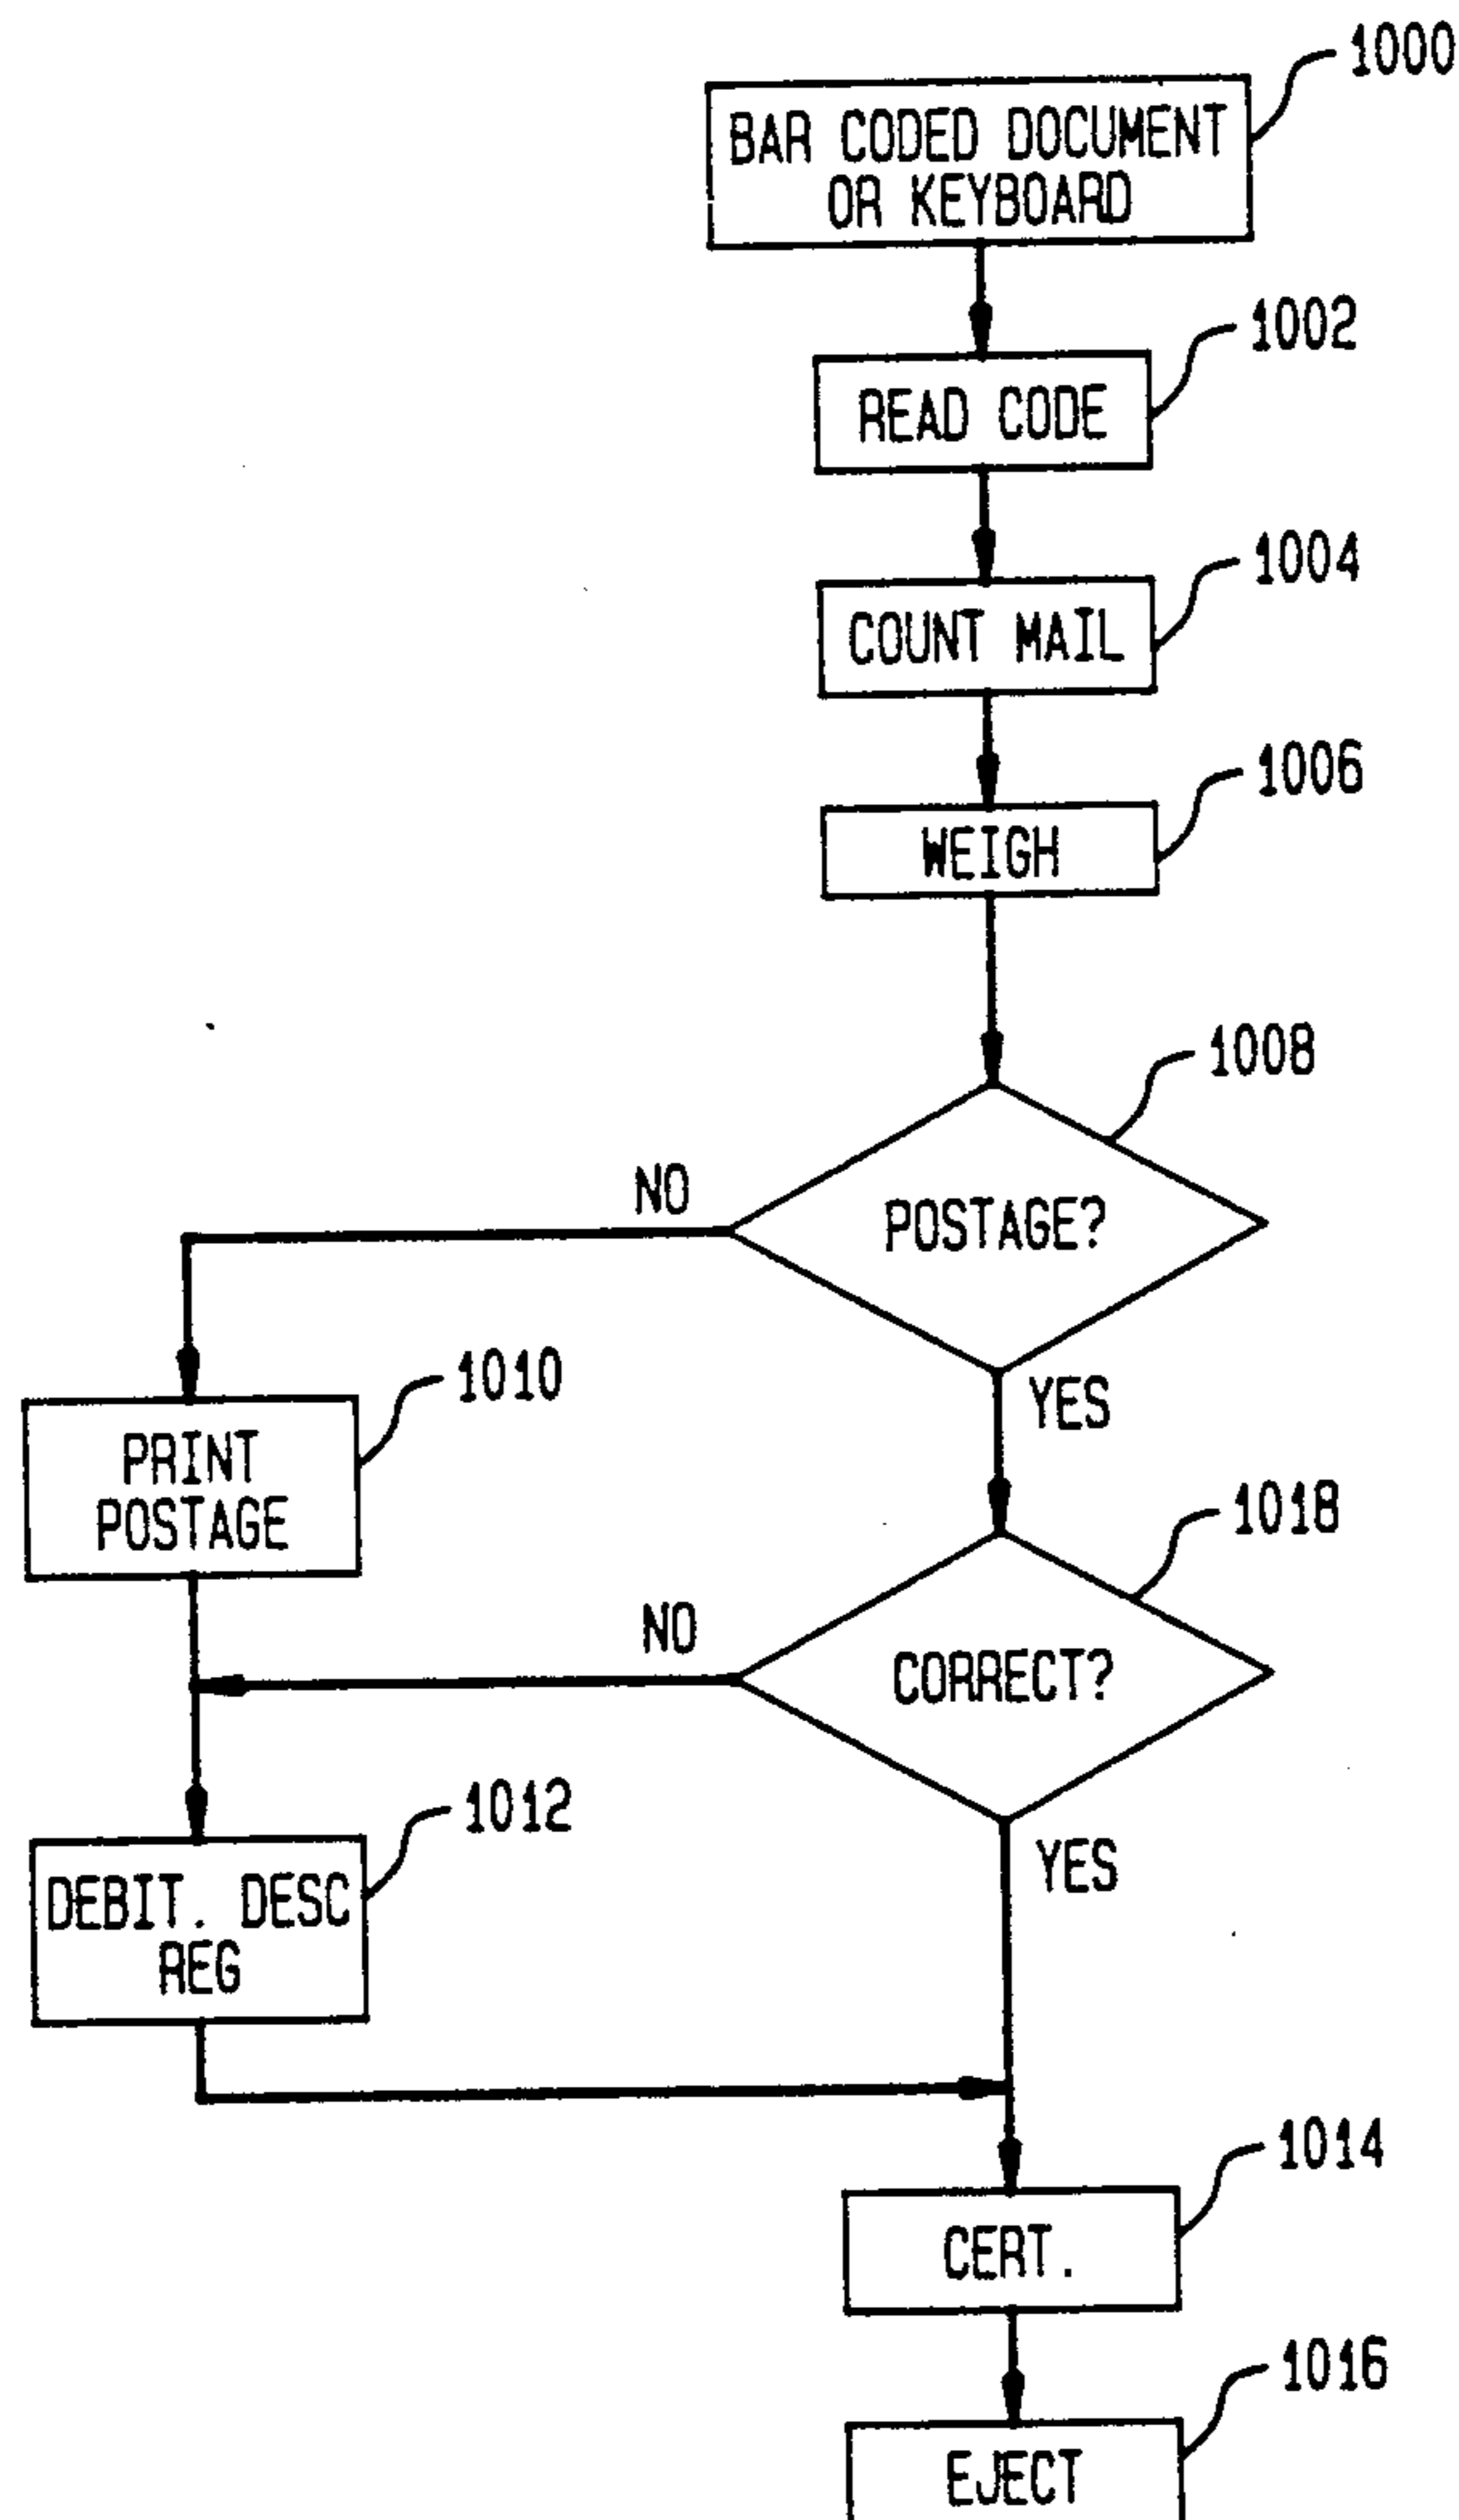 1000
BAR CODED DOCUMENT
OR KEYBOARD
1002
READ CODE
1004
COUNT MAIL
1006
WEIGH
1008
NO
POSTAGE?
YES
1010
PRINT
POSTAGE
1018
NO
CORRECT?
YES
1012
DEBIT. DESC
REG
1014
CERT.
1016
EJECT